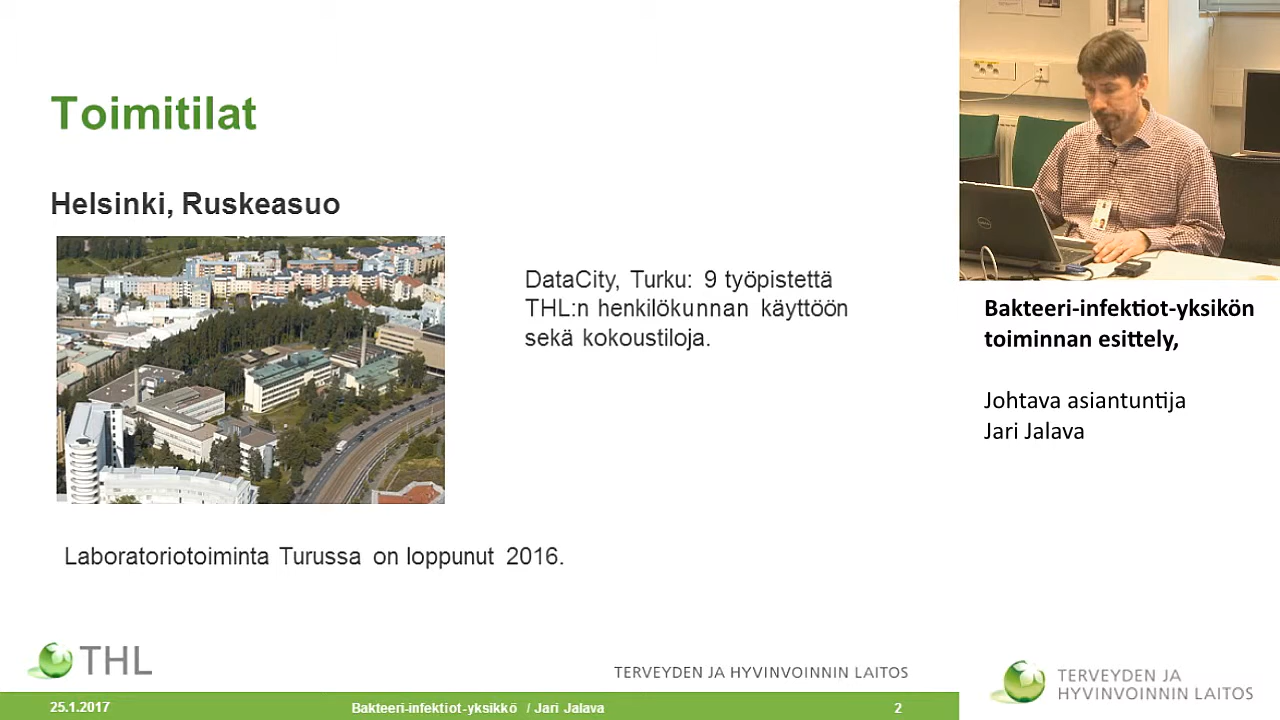 Toimitilat
Helsinki, Ruskeasuo
DataCity, Turku: 9 työpistettä
THL:n henkilökunnan käyttöön
sekä kokoustiloja.
Laboratoriotoiminta Turussa on loppunut 2016.
THL
TERVEYDEN JA HYVINVOINNIN LAITOS
25.1.2017
Bakteeri-infektiot-yksikkö / Jari Jalava
2
Bakteeri-infektiot-yksikön
toiminnan esittely,
Johtava asiantuntija
Jari Jalava
TERVEYDEN JA
HYVINVOINNIN LAITOS